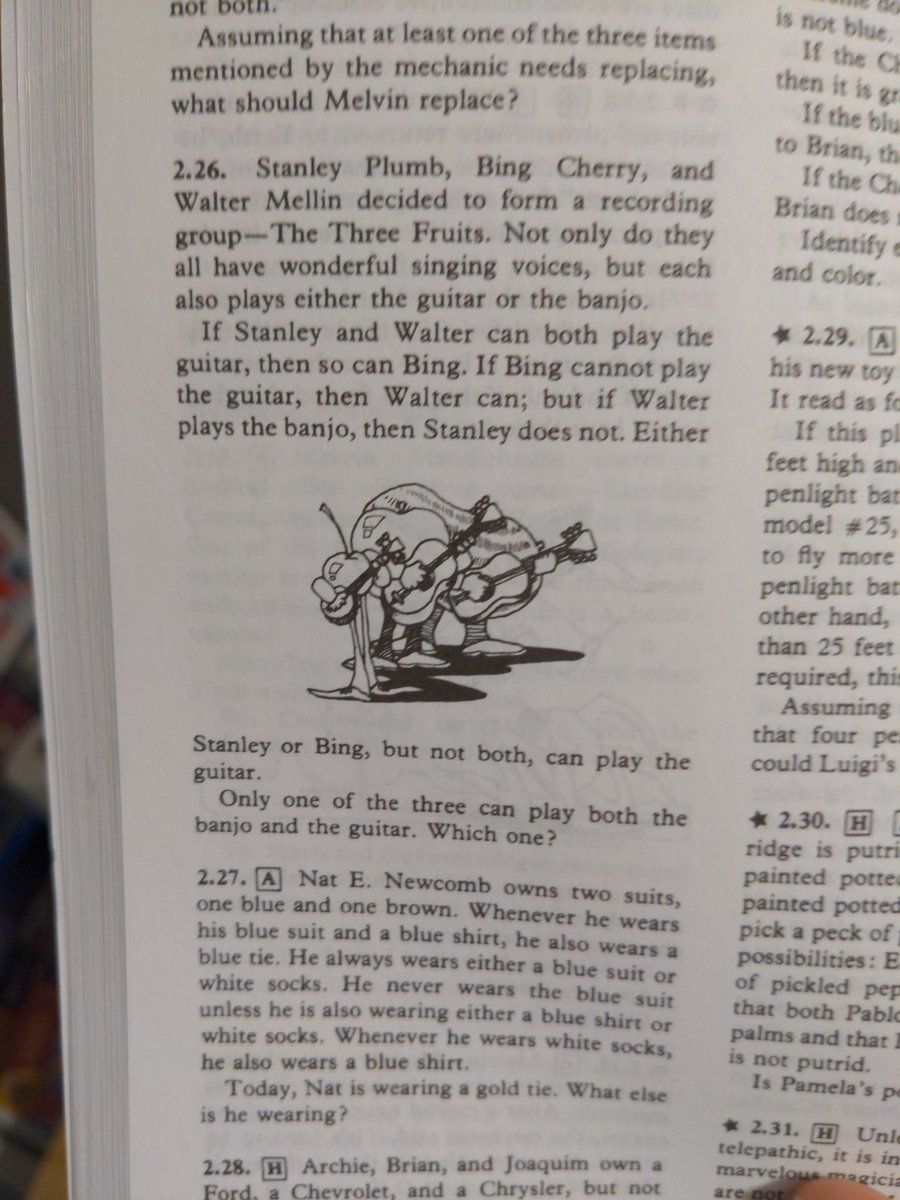 not both.
Assuming that at least one of the three items
mentioned by the mechanic needs replacing,
what should Melvin replace?
2.26. Stanley Plumb, Bing Cherry, and
Walter Mellin decided to form a recording
group—The Three Fruits. Not only do they
all have wonderful singing voices, but each
also plays either the guitar or the banjo.
If Stanley and Walter can both play the
guitar, then so can Bing. If Bing cannot play
the guitar, then Walter can; but if Walter
plays the banjo, then Stanley does not. Either
Stanley or Bing, but not both, can play the
guitar.
Only one of the three can play both the
banjo and the guitar. Which one?
2.27. A Nat E. Newcomb owns two suits,
one blue and one brown. Whenever he wears
his blue suit and a blue shirt, he also wears a
blue tie. He always wears either a blue suit or
white socks. He never wears the blue suit
unless he is also wearing either a blue shirt or
white socks. Whenever he wears white socks,
he also wears a blue shirt.
Today, Nat is wearing a gold tie. What else
is he wearing?
2.28. H Archie, Brian, and Joaquim own a
Ford, a Chevrolet, and a Chrysler, but not
is not blue.
If the
then it is
If the
to Brian,
If the
Brian does
Identify
and color.
★ 2.29. A
his new toy
It read as
If this
feet high
penlight
model #25,
to fly more
penlight
other hand,
than 25 feet
required,
Assuming
that four
could Luigi's
★ 2.30. H
ridge is
painted
painted potted
pick a peck of
possibilities:
of pickled
that both
palms and that
is not putrid.
Is Pamela's
★ 2.31. H
telepathic, it is in
marvelous
are not